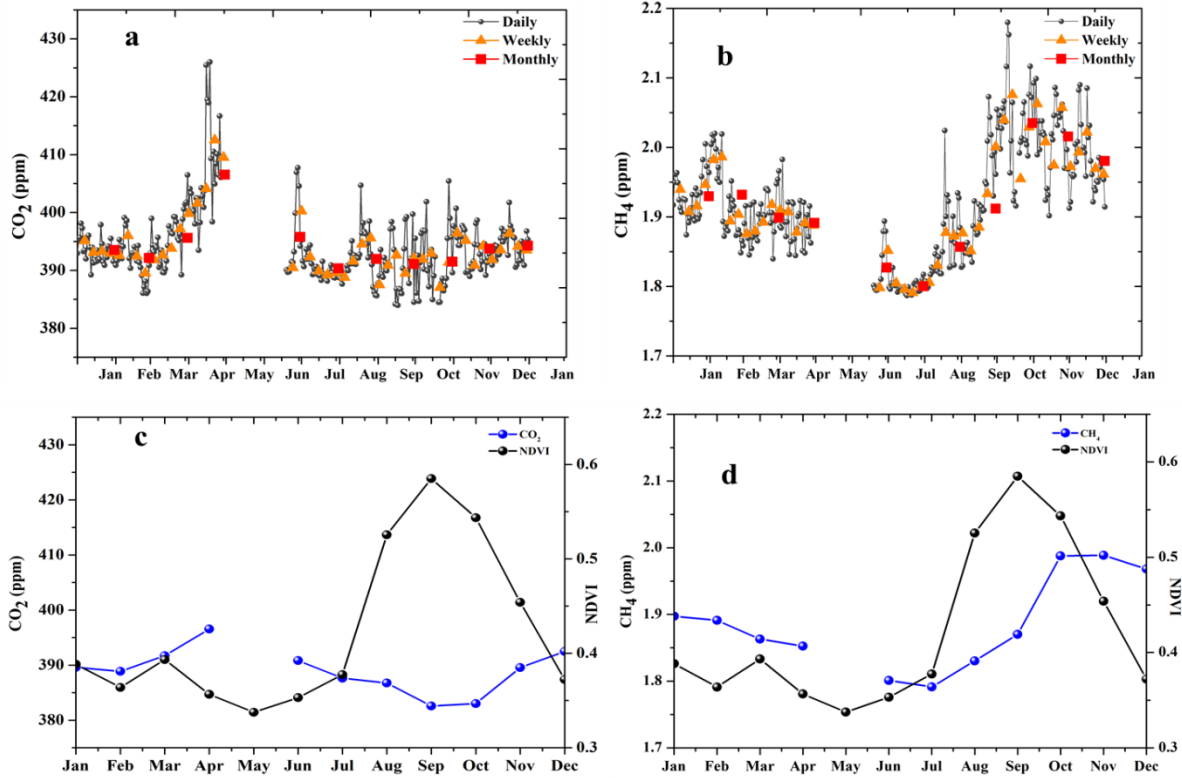 a
Daily
Weekly
Monthly
CO2 (ppm)
430
420
410
400
390
380
Jan Feb Mar Apr May Jun Jul Aug Sep Oct Nov Dec Jan
b
Daily
Weekly
Monthly
CH4 (ppm)
2.2
2.1
2.0
1.9
1.8
1.7
Jan Feb Mar Apr May Jun Jul Aug Sep Oct Nov Dec Jan
c
CO2
NDVI
CO2 (ppm)
430
420
410
400
390
380
0.6
0.5
0.4
0.3
NDVI
Jan Feb Mar Apr May Jun Jul Aug Sep Oct Nov Dec
d
CH4
NDVI
CH4 (ppm)
2.2
2.1
2.0
1.9
1.8
1.7
0.6
0.5
0.4
0.3
NDVI
Jan Feb Mar Apr May Jun Jul Aug Sep Oct Nov Dec